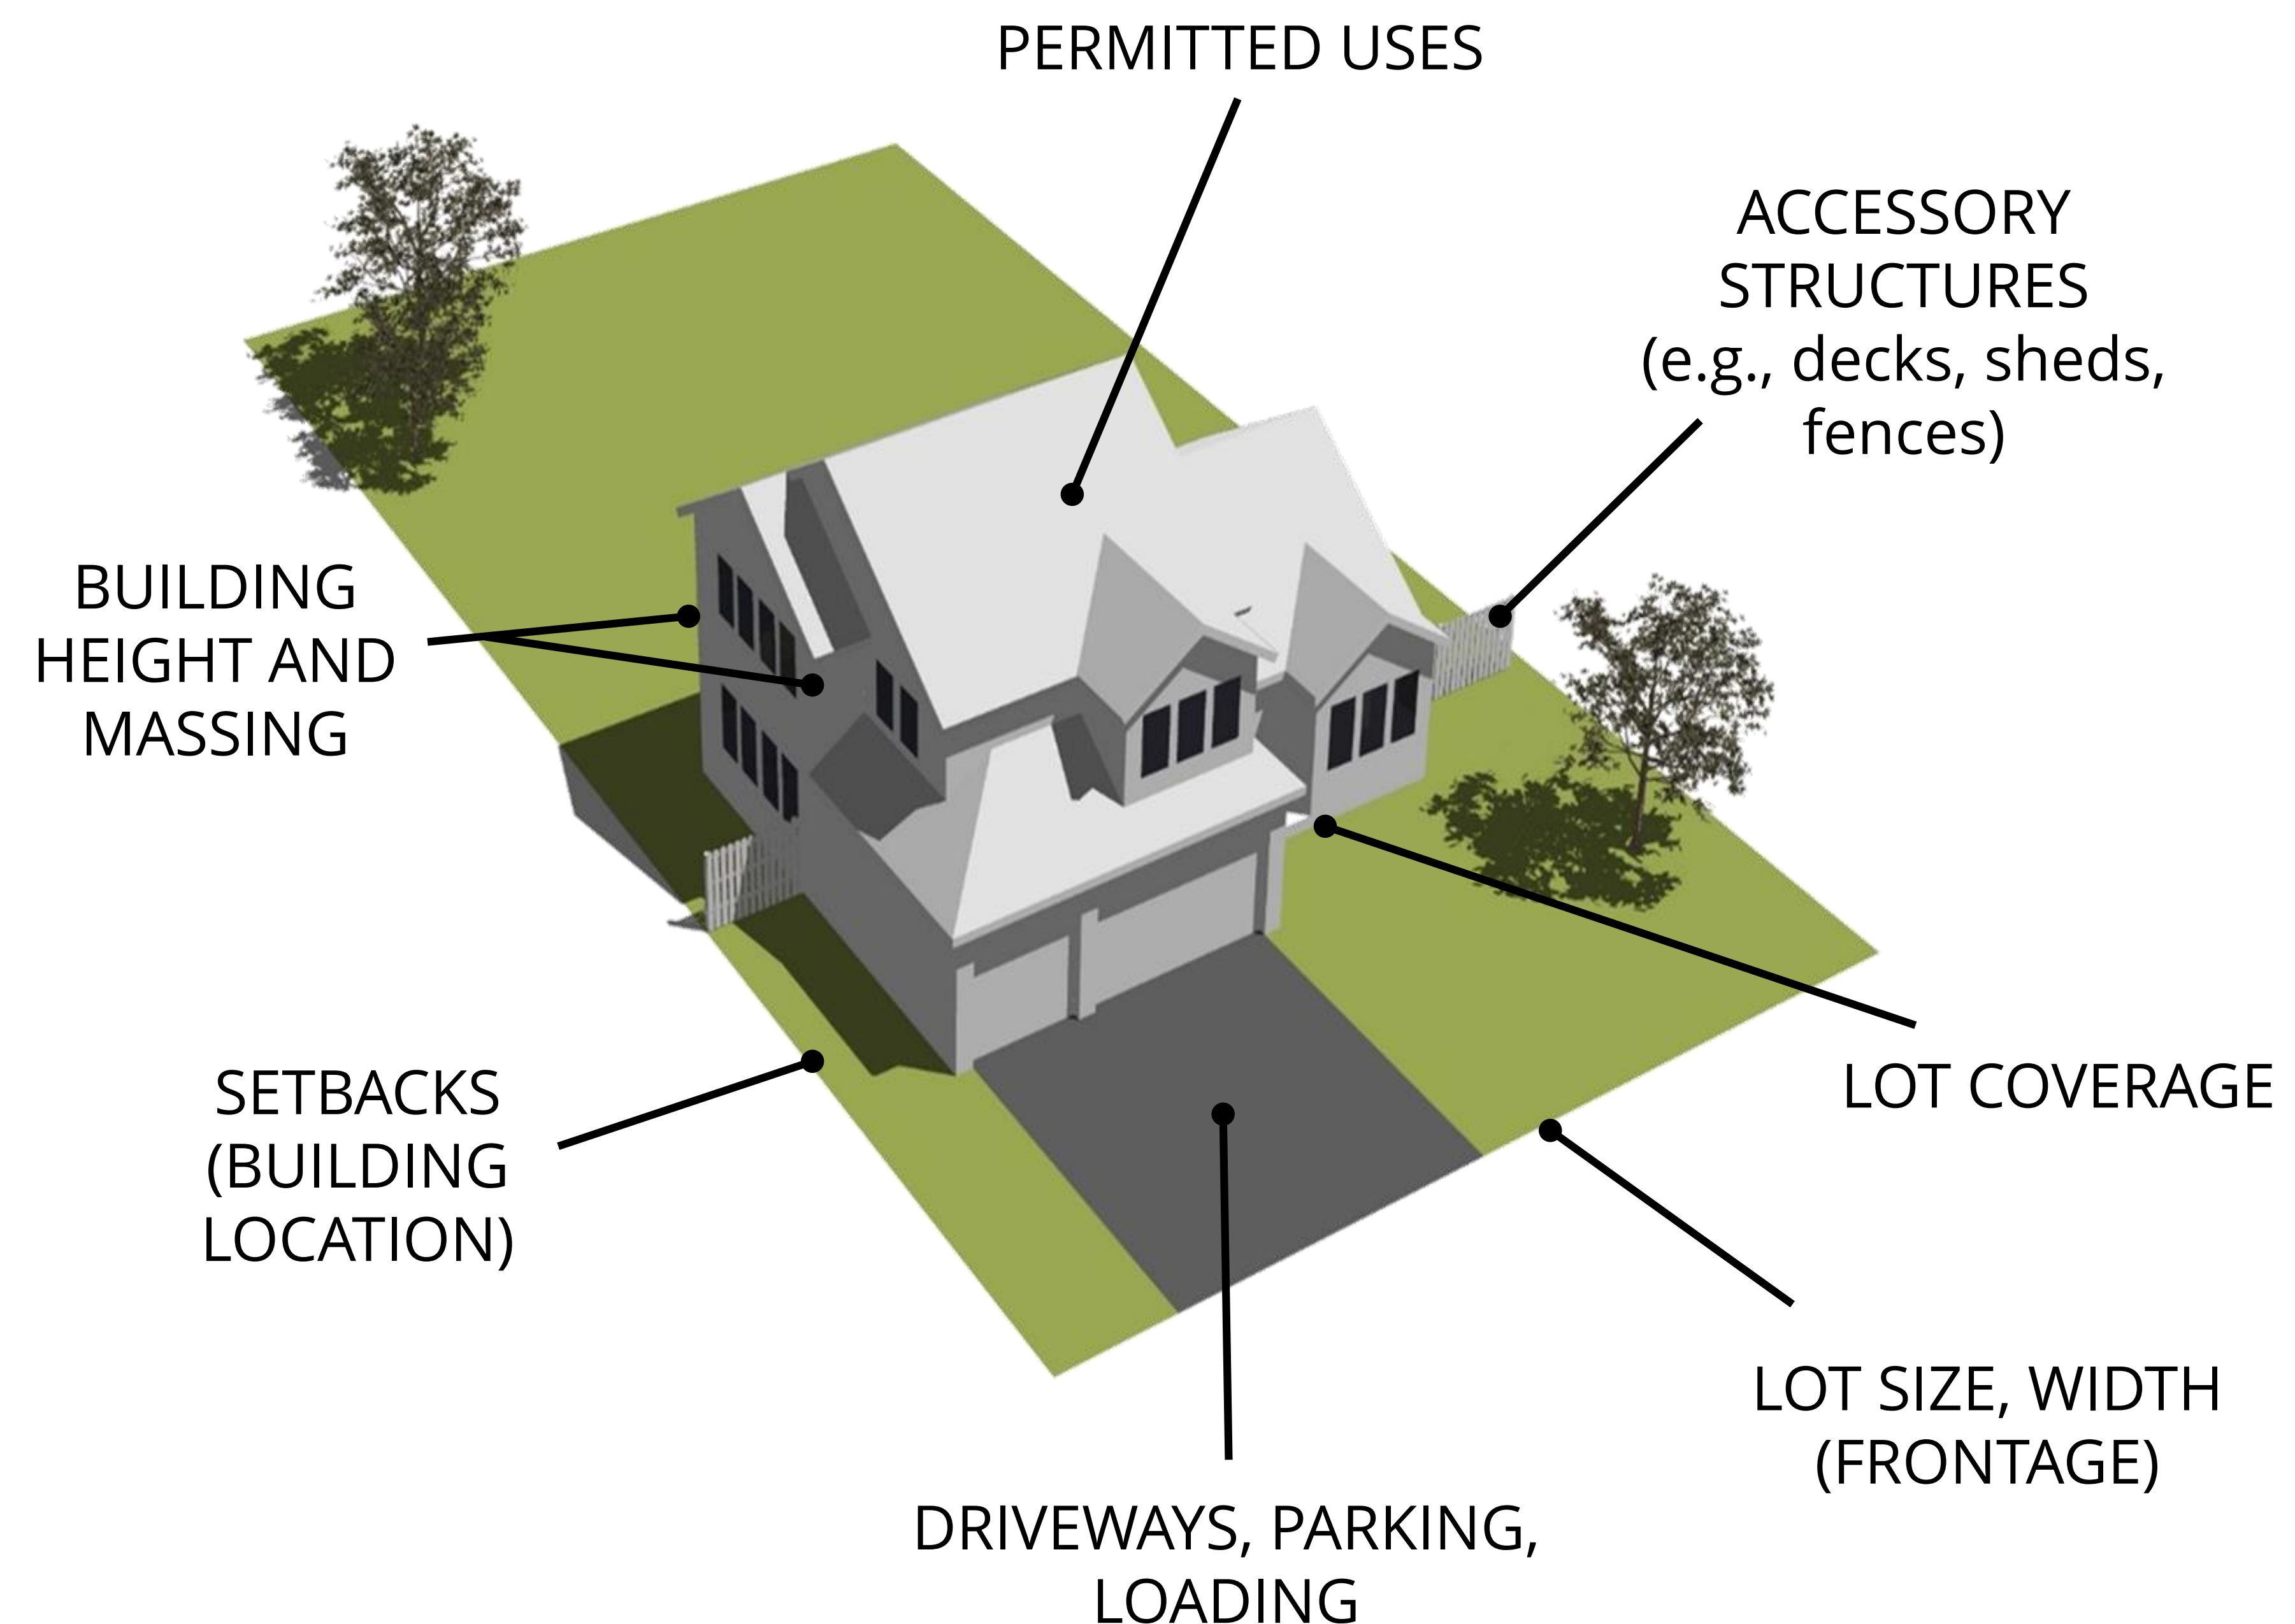 PERMITTED USES
ACCESSORY
STRUCTURES
(e.g., decks, sheds,
fences)
BUILDING
HEIGHT AND
MASSING
SETBACKS
(BUILDING
LOCATION)
LOT COVERAGE
LOT SIZE, WIDTH
(FRONTAGE)
DRIVEWAYS, PARKING,
LOADING